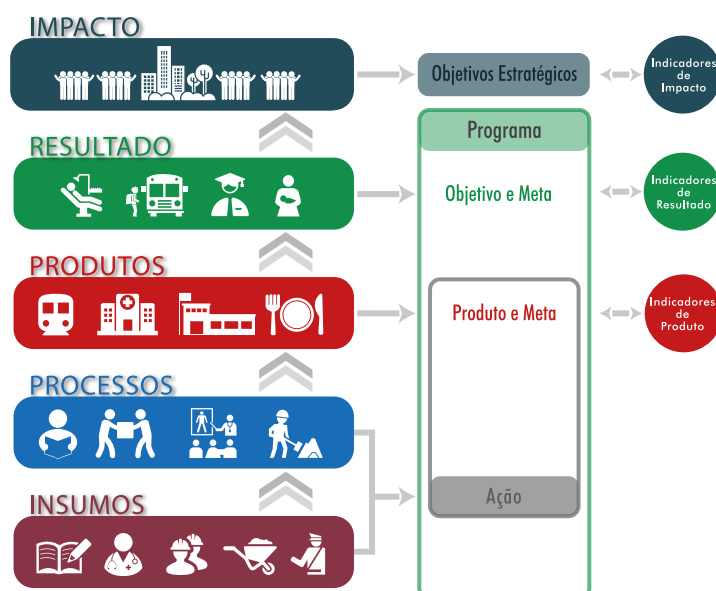 IMPACTO
Objetivos Estratégicos
Indicadores
de
Impacto
RESULTADO
Programa
Objetivo e Meta
Indicadores
de
Resultado
PRODUTOS
Produto e Meta
Indicadores
de
Produto
PROCESSOS
INSUMOS
Ação